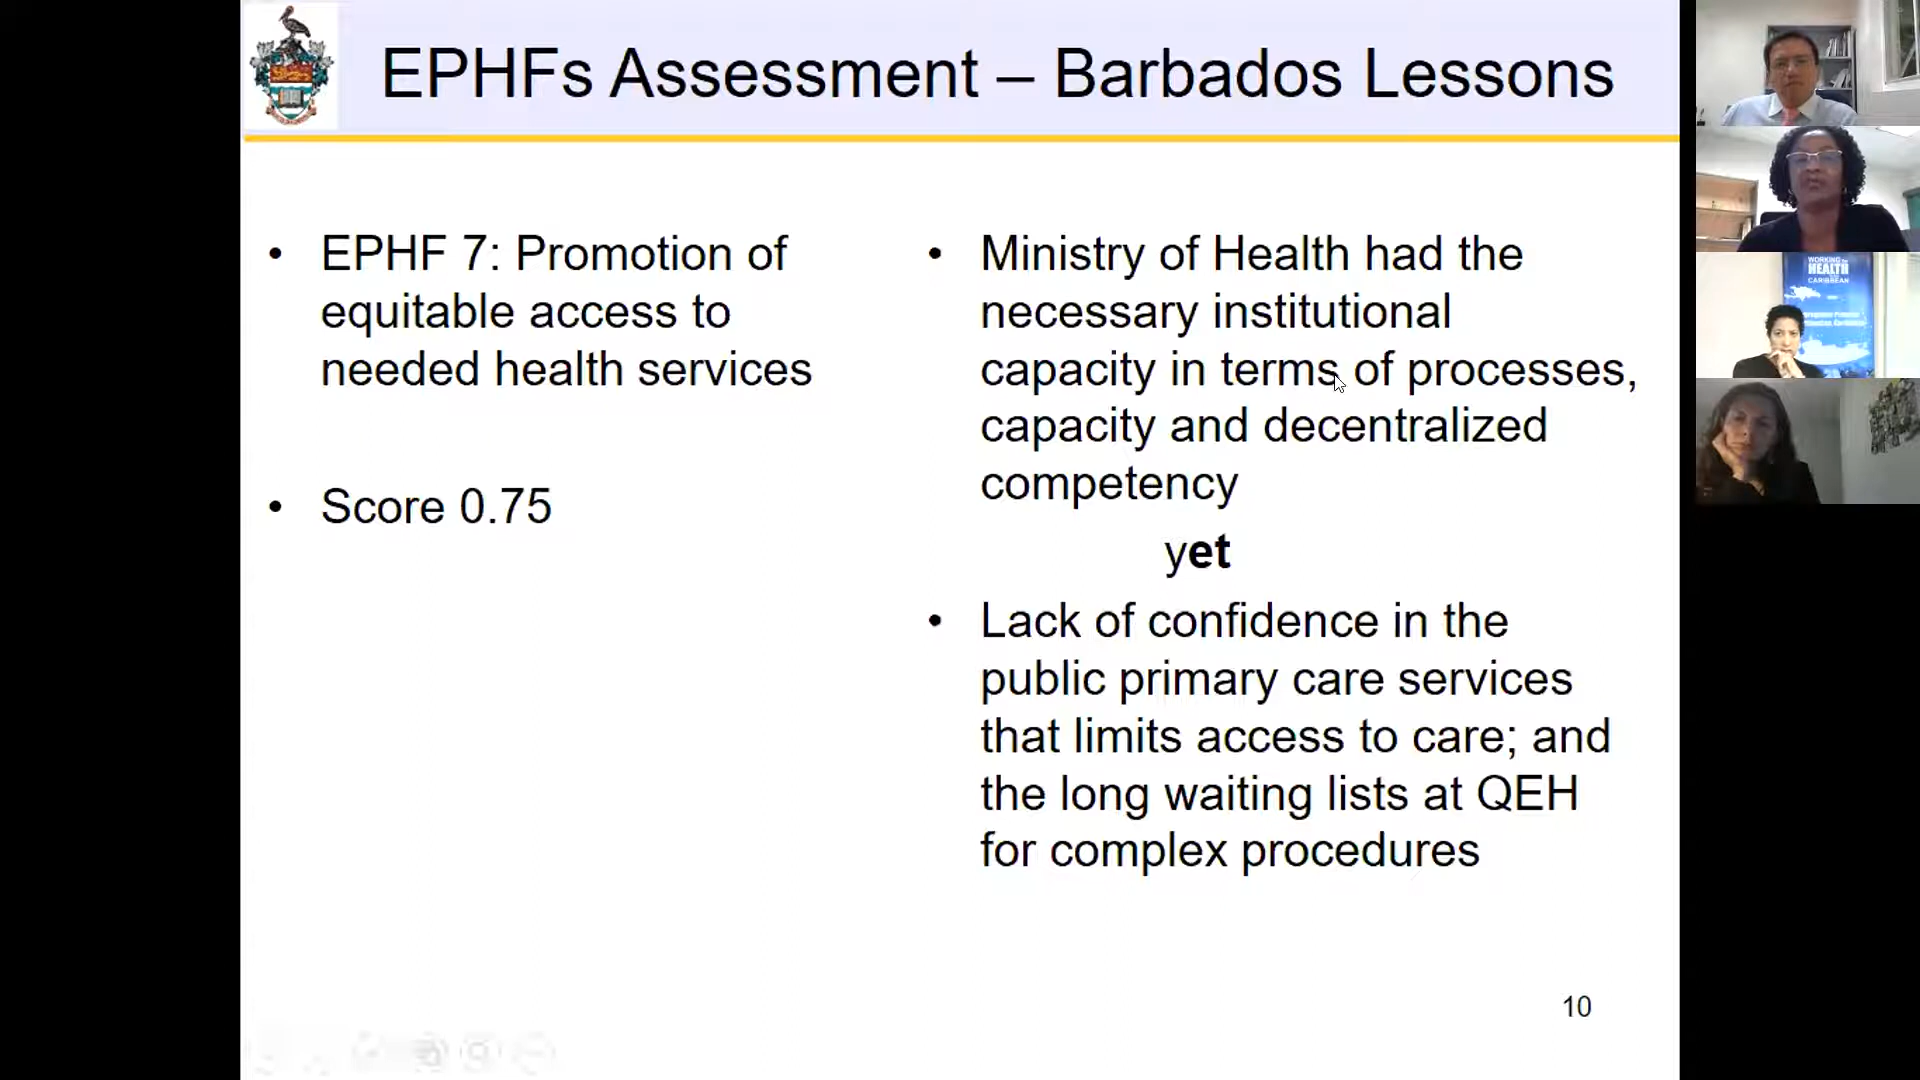 EPHFs Assessment – Barbados Lessons
• EPHF 7: Promotion of
equitable access to
needed health services
• Score 0.75
• Ministry of Health had the
necessary institutional
capacity in terms of processes,
capacity and decentralized
competency
yet
• Lack of confidence in the
public primary care services
that limits access to care; and
the long waiting lists at QEH
for complex procedures
10
WORKING
HEALTH
CARIBBEAN